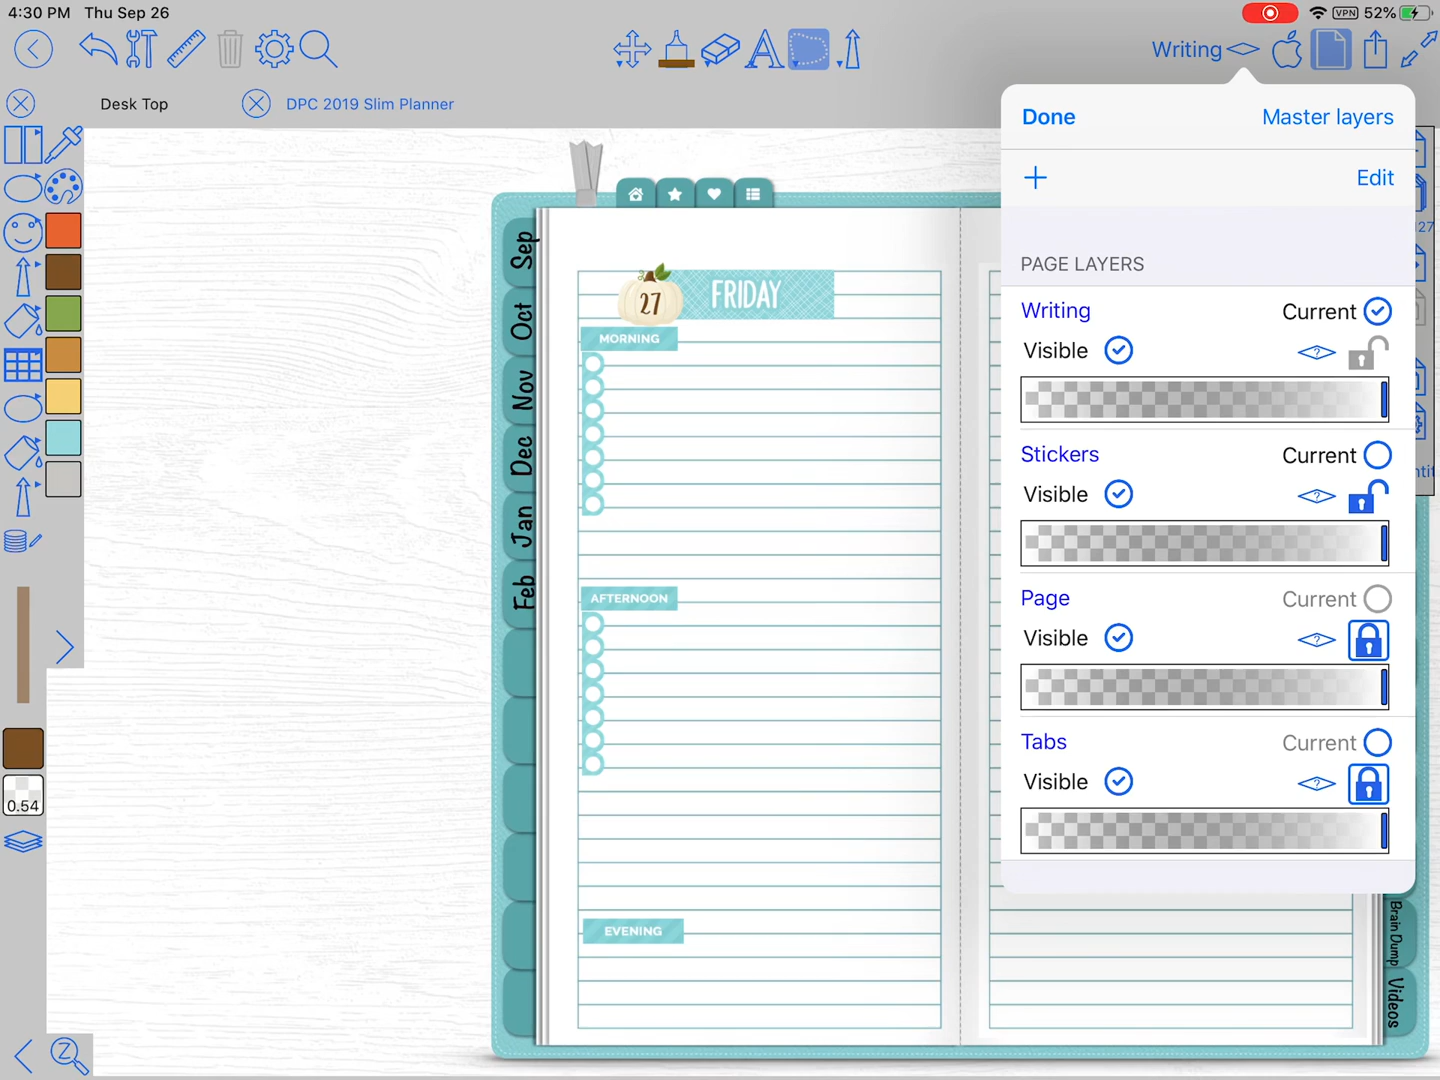 4:30 PM Thu Sep 26
VPN 52%
Writing
Desk Top
DPC 2019 Slim Planner
Done
Master layers
Edit
PAGE LAYERS
Writing
Current
Visible
Stickers
Current
Visible
Page
Current
Visible
Tabs
Current
Visible
0.54
Z
Sep
Oct
Nov
Dec
Jan
Feb
27
FRIDAY
MORNING
AFTERNOON
EVENING
Brain Dump
Videos